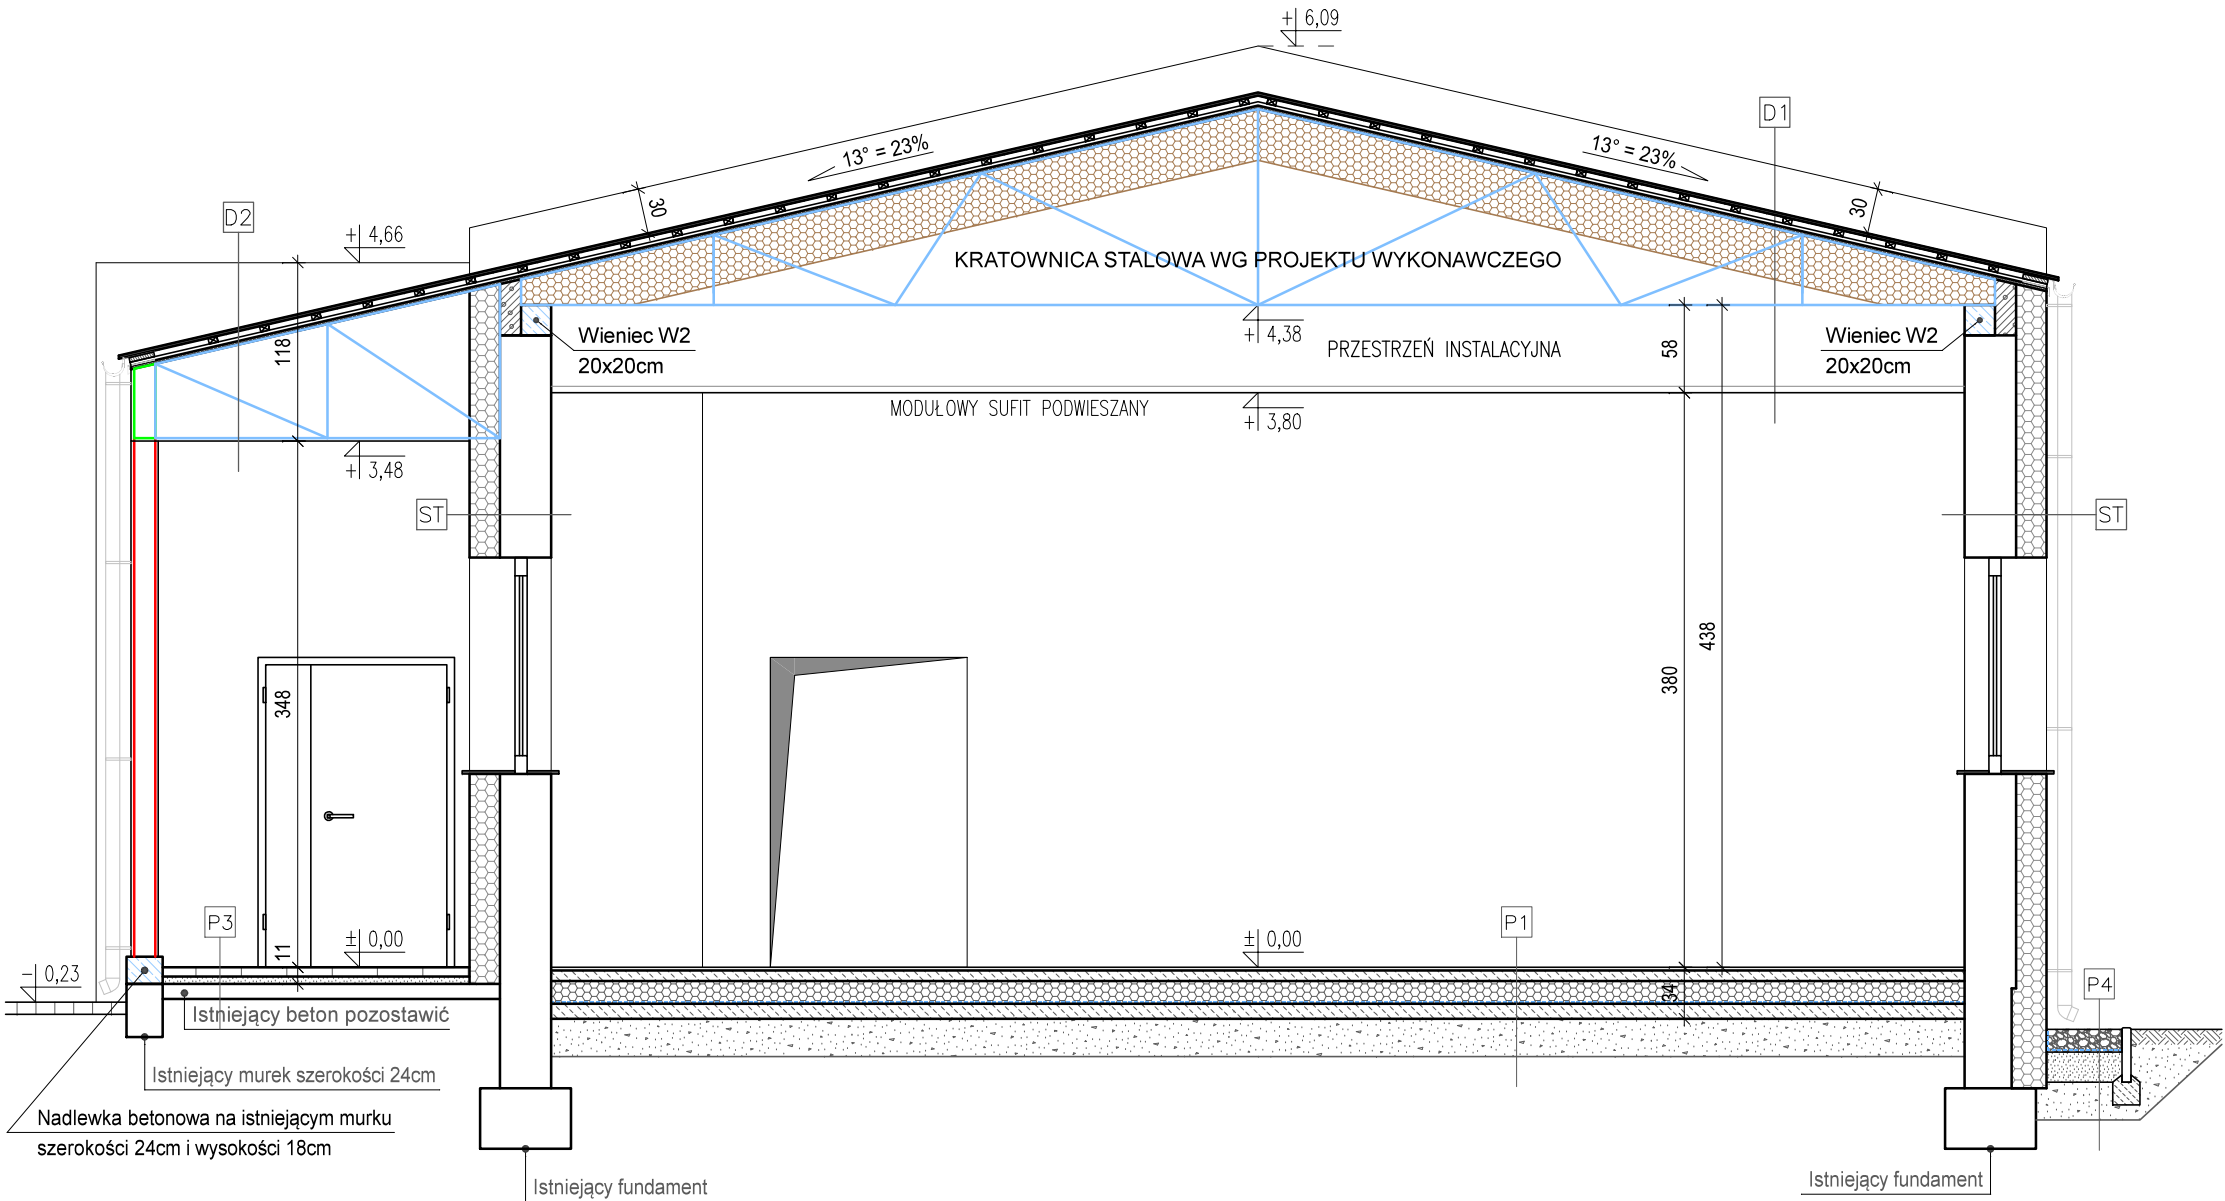 + 6,09
D1
13° = 23%
13° = 23%
30
30
D2
+ 4,66
KRATOWNICA STALOWA WG PROJEKTU WYKONAWCZEGO
118
Wieniec W2
20x20cm
+ 4,38
PRZESTRZEŃ INSTALACYJNA
58
Wieniec W2
20x20cm
MODUŁOWY SUFIT PODWIESZANY
+ 3,80
+ 3,48
ST
ST
438
380
348
P3
11
± 0,00
± 0,00
P1
- 0,23
34
P4
Istniejący beton pozostawić
Istniejący murek szerokości 24cm
Nadlewka betonowa na istniejącym murku
szerokości 24cm i wysokości 18cm
Istniejący fundament
Istniejący fundament